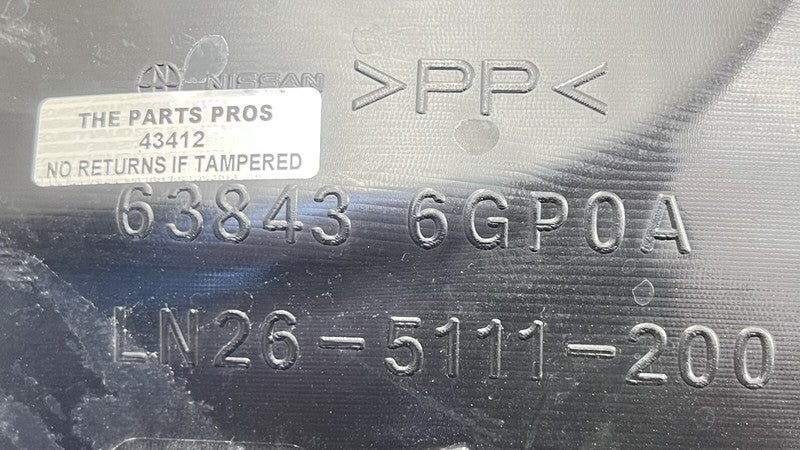 NISSAN >PP<
THE PARTS PROS
43412
NO RETURNS IF TAMPERED
63843 6GP0A
LN26-5111-200